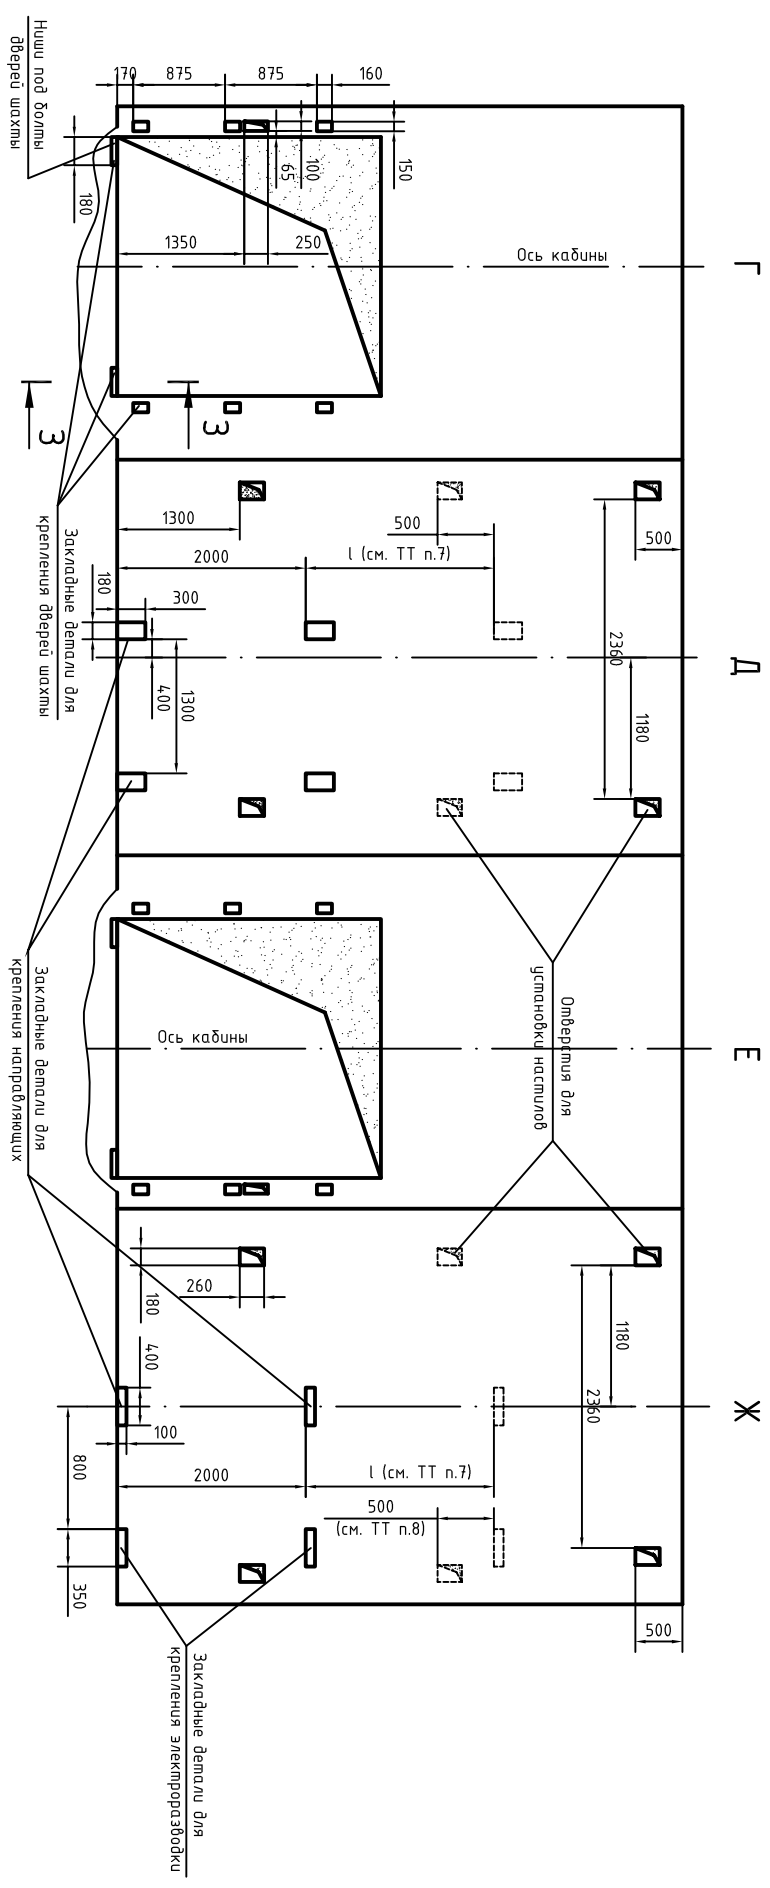 Г
Д
Е
Ж
Ниши под болты
дверей шахты
170
875
875
160
180
65
100
150
1350
250
Ось кабины
3
3
Закладные детали для
крепления дверей шахты
1300
500
500
2000
l (см. ТТ п.7)
180
300
400
1300
2360
1180
Отверстия для
установки настилов
Ось кабины
Закладные детали для
крепления направляющих
180
260
400
100
800
350
2000
l (см. ТТ п.7)
500
(см. ТТ п.8)
1180
2360
500
Закладные детали для
крепления электроразводки